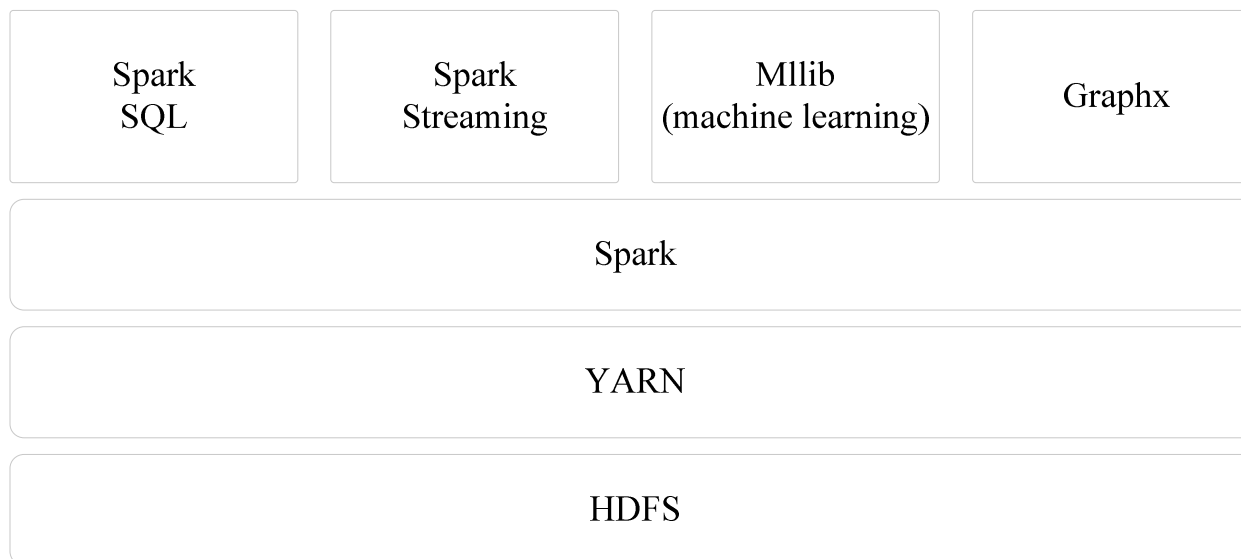 Spark
SQL
Spark
Streaming
Mllib
(machine learning)
Graphx
Spark
YARN
HDFS